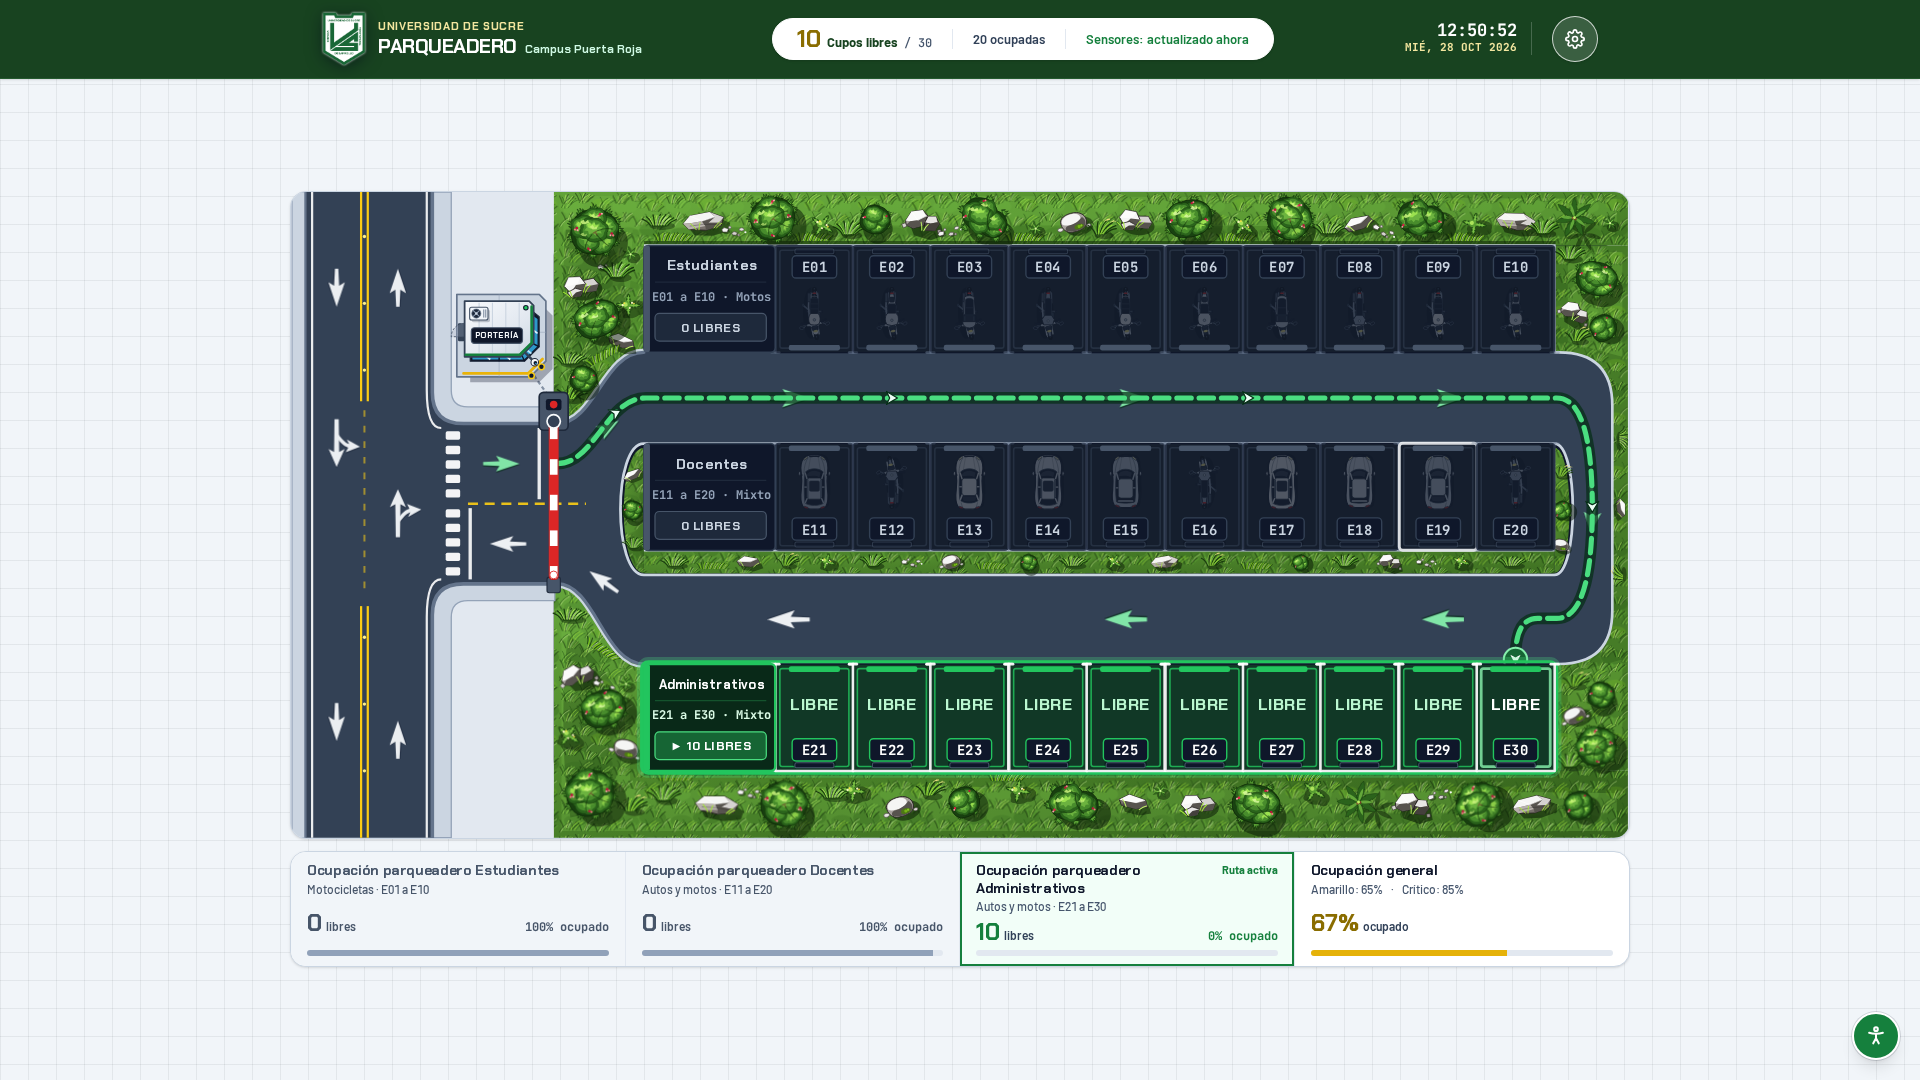 UNIVERSIDAD DE SUCRE
PARQUEADERO Campus Puerta Roja
10 Cupos libres / 30
20 ocupadas
Sensores: actualizado ahora
12:50:52
MIÉ, 28 OCT 2026
PORTERÍA
Estudiantes
E01 a E10 · Motos
0 LIBRES
E01 E02 E03 E04 E05 E06 E07 E08 E09 E10
Docentes
E11 a E20 · Mixto
0 LIBRES
E11 E12 E13 E14 E15 E16 E17 E18 E19 E20
Administrativos
E21 a E30 · Mixto
► 10 LIBRES
LIBRE LIBRE LIBRE LIBRE LIBRE LIBRE LIBRE LIBRE LIBRE LIBRE
E21 E22 E23 E24 E25 E26 E27 E28 E29 E30
Ocupación parqueadero Estudiantes
Motocicletas · E01 a E10
0 libres
100% ocupado
Ocupación parqueadero Docentes
Autos y motos · E11 a E20
0 libres
100% ocupado
Ocupación parqueadero Administrativos
Ruta activa
Autos y motos · E21 a E30
10 libres
0% ocupado
Ocupación general
Amarillo: 65% · Crítico: 85%
67% ocupado